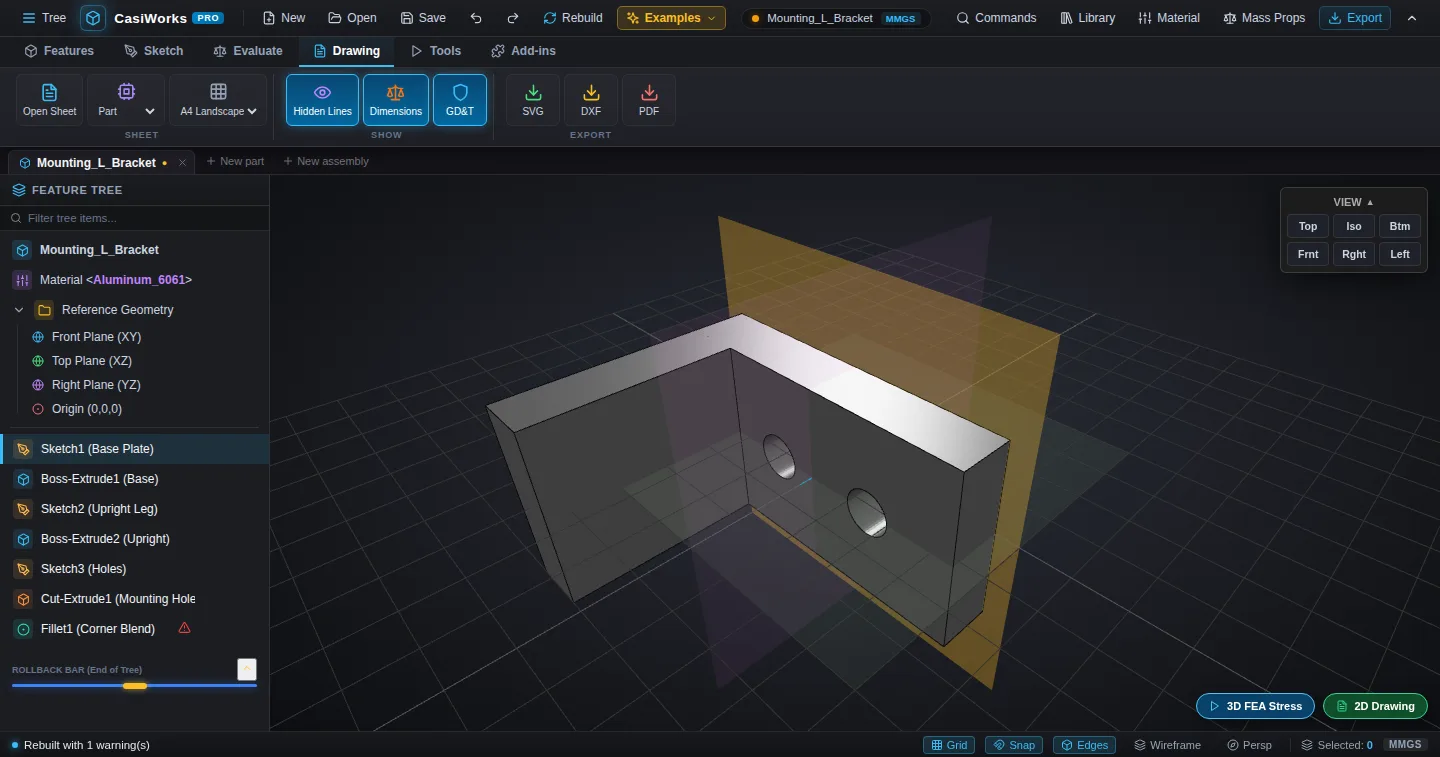 Tree CasiWorks PRO New Open Save Rebuild Examples Mounting_L_Bracket MMGS Commands Library Material Mass Props Export
Features Sketch Evaluate Drawing Tools Add-ins
Open Sheet Part A4 Landscape Hidden Lines Dimensions GD&T SVG DXF PDF
SHEET SHOW EXPORT
Mounting_L_Bracket New part New assembly
FEATURE TREE
Filter tree items...
Mounting_L_Bracket
Material <Aluminum_6061>
Reference Geometry
Front Plane (XY)
Top Plane (XZ)
Right Plane (YZ)
Origin (0,0,0)
Sketch1 (Base Plate)
Boss-Extrude1 (Base)
Sketch2 (Upright Leg)
Boss-Extrude2 (Upright)
Sketch3 (Holes)
Cut-Extrude1 (Mounting Hole
Fillet1 (Corner Blend)
ROLLBACK BAR (End of Tree)
VIEW ▲
Top Iso Btm
Frnt Rght Left
3D FEA Stress 2D Drawing
Rebuilt with 1 warning(s) Grid Snap Edges Wireframe Persp Selected: 0 MMGS